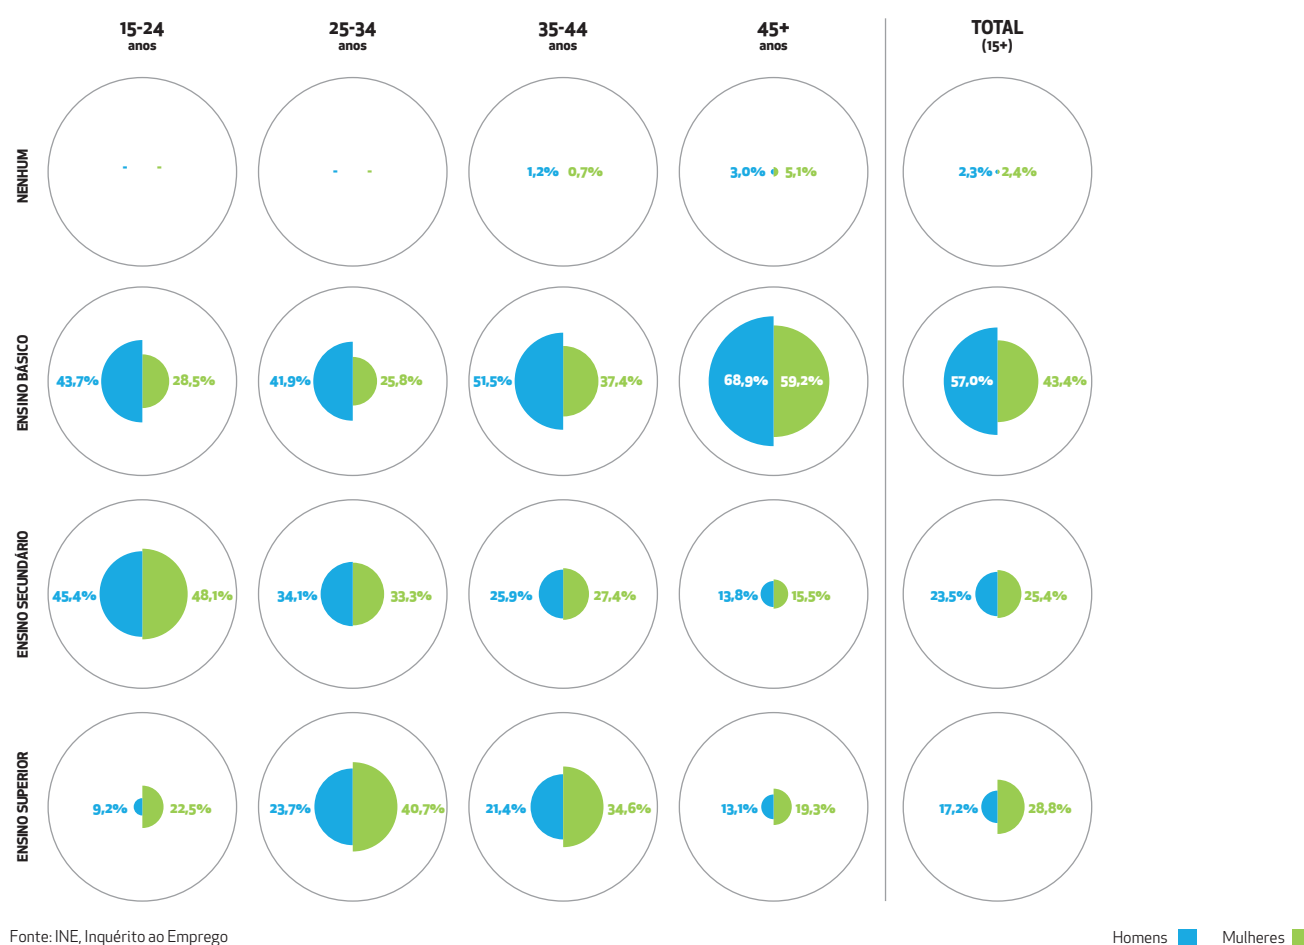 15-24
anos
25-34
anos
35-44
anos
45+
anos
TOTAL
(15+)
NENHUM
- -
- -
1,2% 0,7%
3,0% 5,1%
2,3% 2,4%
ENSINO BÁSICO
43,7% 28,5%
41,9% 25,8%
51,5% 37,4%
68,9% 59,2%
57,0% 43,4%
ENSINO SECUNDÁRIO
45,4% 48,1%
34,1% 33,3%
25,9% 27,4%
13,8% 15,5%
23,5% 25,4%
ENSINO SUPERIOR
9,2% 22,5%
23,7% 40,7%
21,4% 34,6%
13,1% 19,3%
17,2% 28,8%
Fonte: INE, Inquérito ao Emprego
Homens
Mulheres